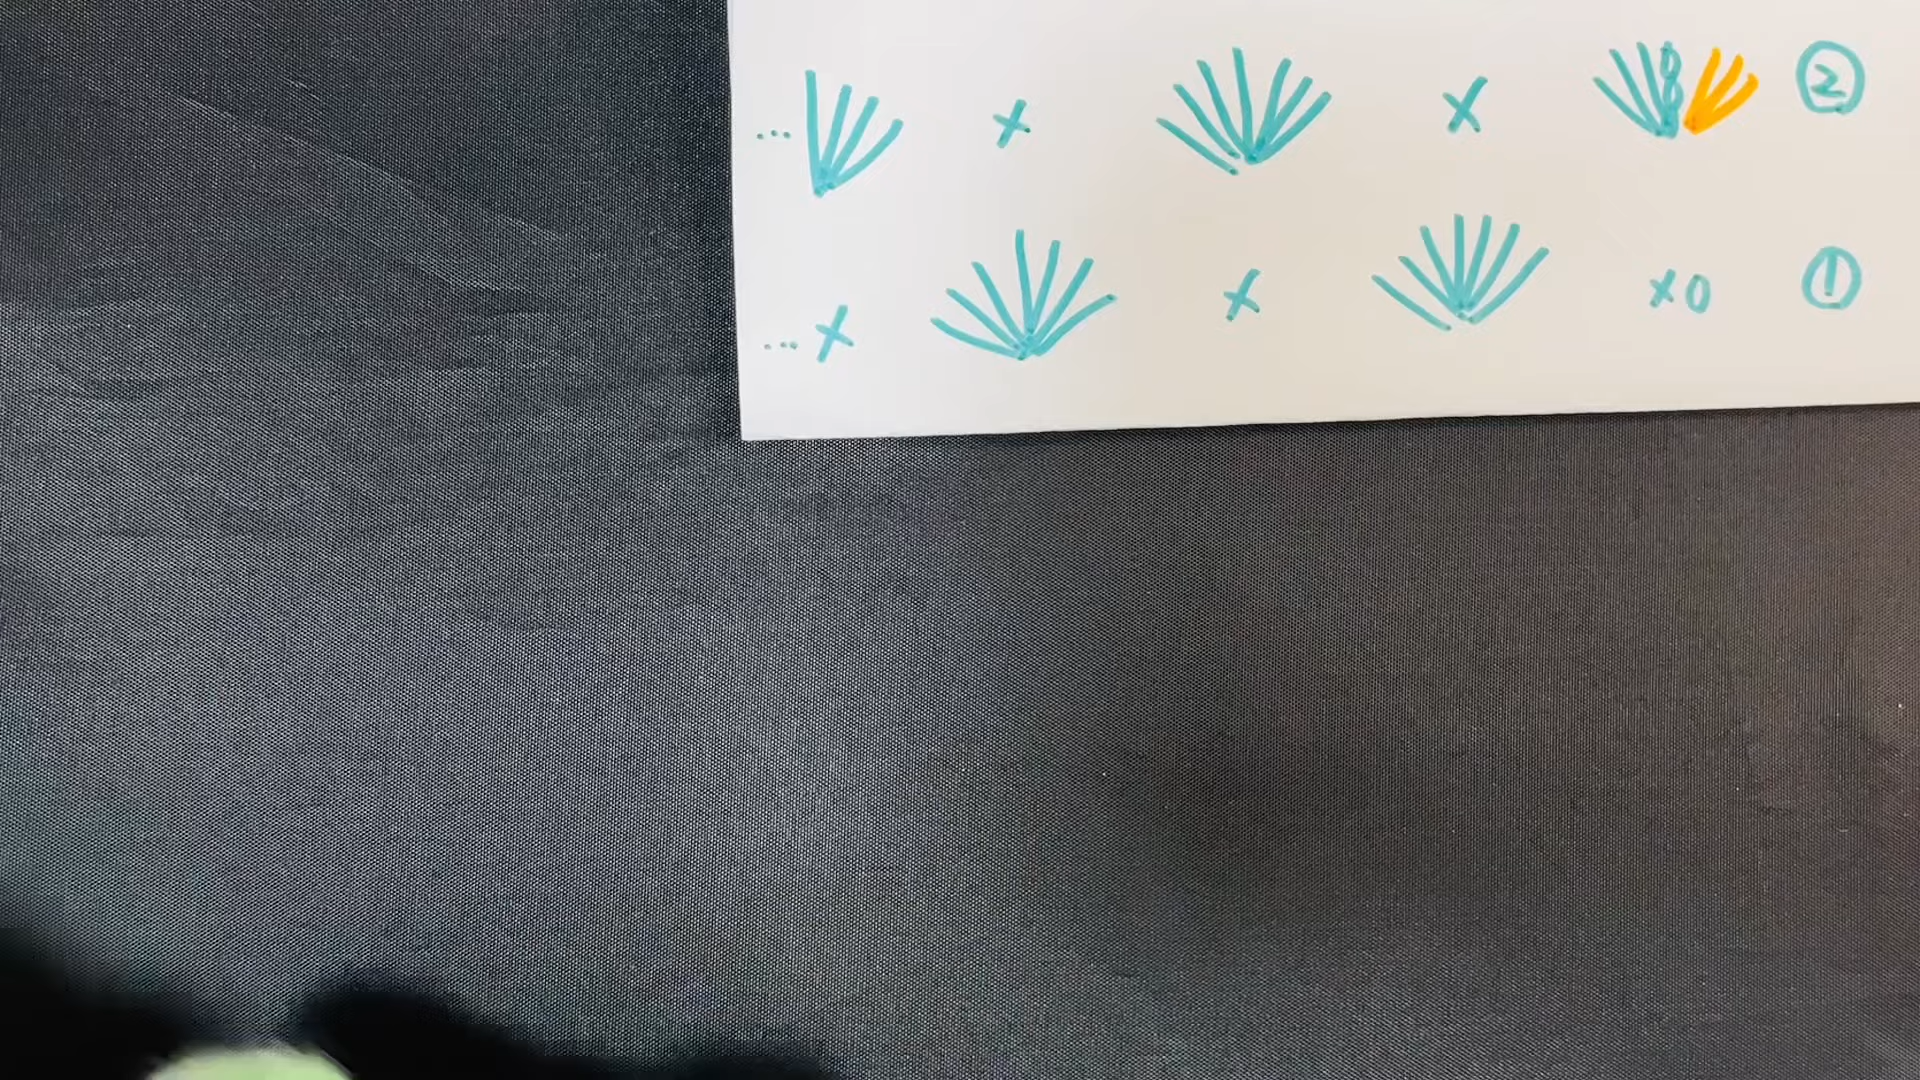 ... x x ②
... x x x0 ①